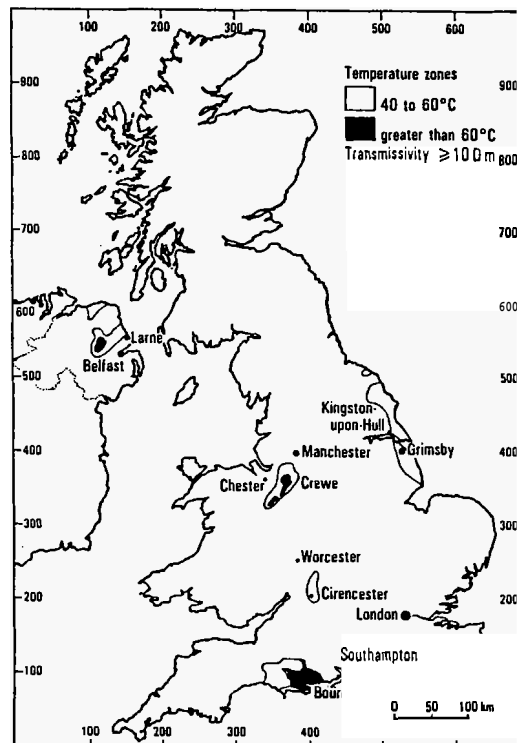 100 200 300 400 500 600
900
800
700
600
500
400
300
200
100
900
800
700
600
500
400
300
200
Temperature zones
40 to 60°C
greater than 60°C
Transmissivity ≥10Dm
Larne
Belfast
Kingston-
upon-Hull
Grimsby
Manchester
Chester
Crewe
Worcester
Cirencester
London
Southampton
0 50 100 km
100 200 300 400